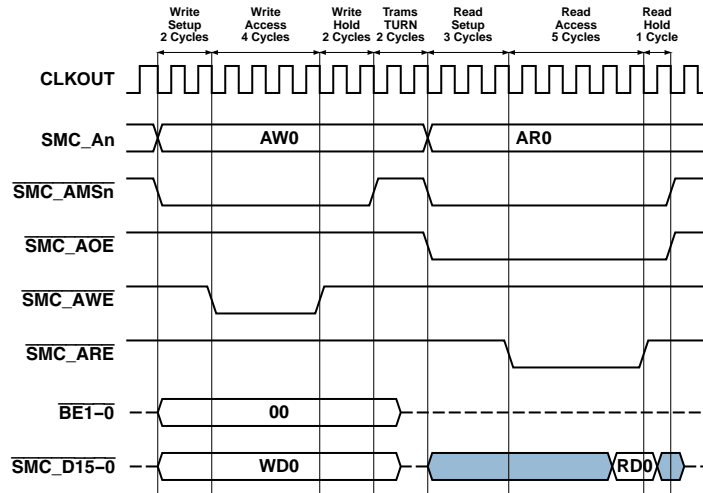 Write
Setup
2 Cycles
Write
Access
4 Cycles
Write
Hold
2 Cycles
Trams
TURN
2 Cycles
Read
Setup
3 Cycles
Read
Access
5 Cycles
Read
Hold
1 Cycle
CLKOUT
SMC_An AW0 AR0
SMC_AMSn
SMC_AOE
SMC_AWE
SMC_ARE
BE1–0 00
SMC_D15-0 WD0 RD0